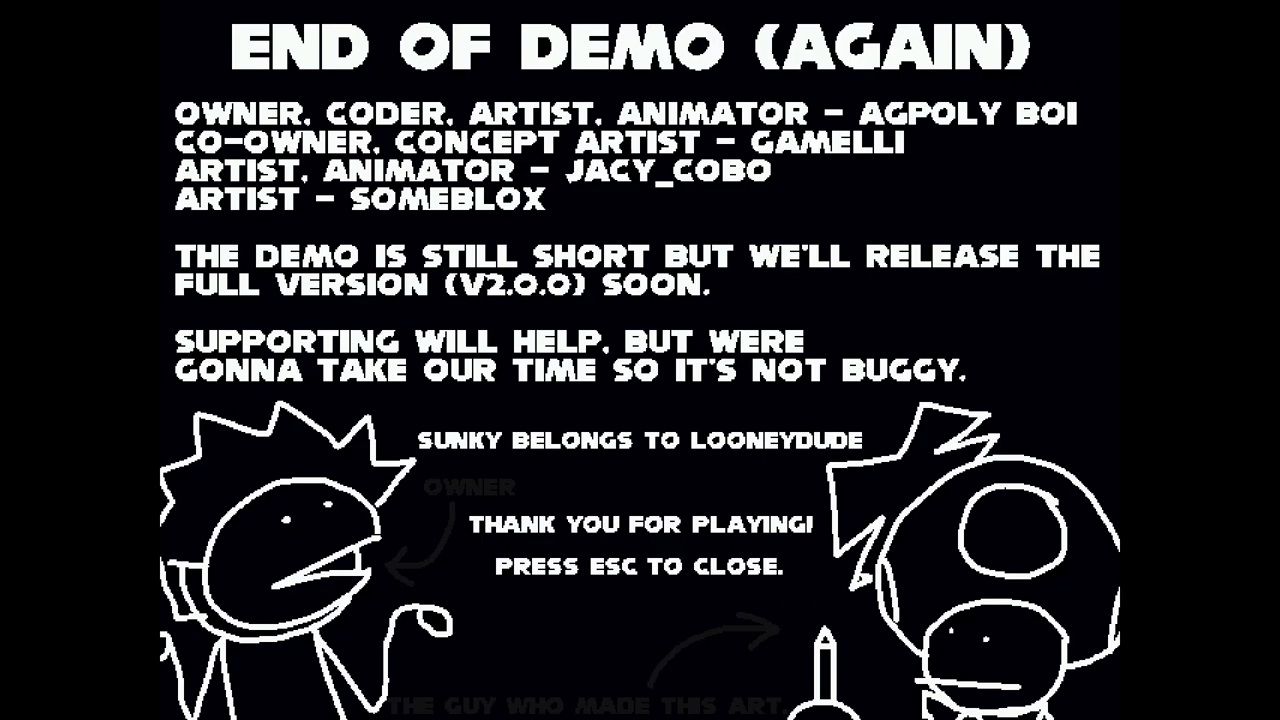 END OF DEMO (AGAIN)
OWNER, CODER, ARTIST, ANIMATOR - AGPOLY BOI
CO-OWNER, CONCEPT ARTIST - GAMELLI
ARTIST, ANIMATOR - JACY_COBO
ARTIST - SOMEBLOX
THE DEMO IS STILL SHORT BUT WE'LL RELEASE THE
FULL VERSION (V2.0.0) SOON.
SUPPORTING WILL HELP, BUT WERE
GONNA TAKE OUR TIME SO IT'S NOT BUGGY.
SUNKY BELONGS TO LOONEYDUDE
OWNER
THANK YOU FOR PLAYING!
PRESS ESC TO CLOSE.
THE GUY WHO MADE THIS ART.